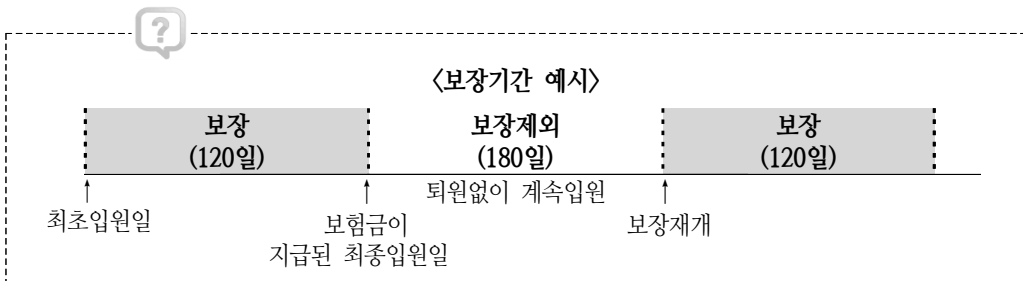 ?
〈보장기간 예시〉
보장 보장제외 보장
(120일) (180일) (120일)
퇴원없이 계속입원
최초입원일 보험금이 보장재개
지급된 최종입원일